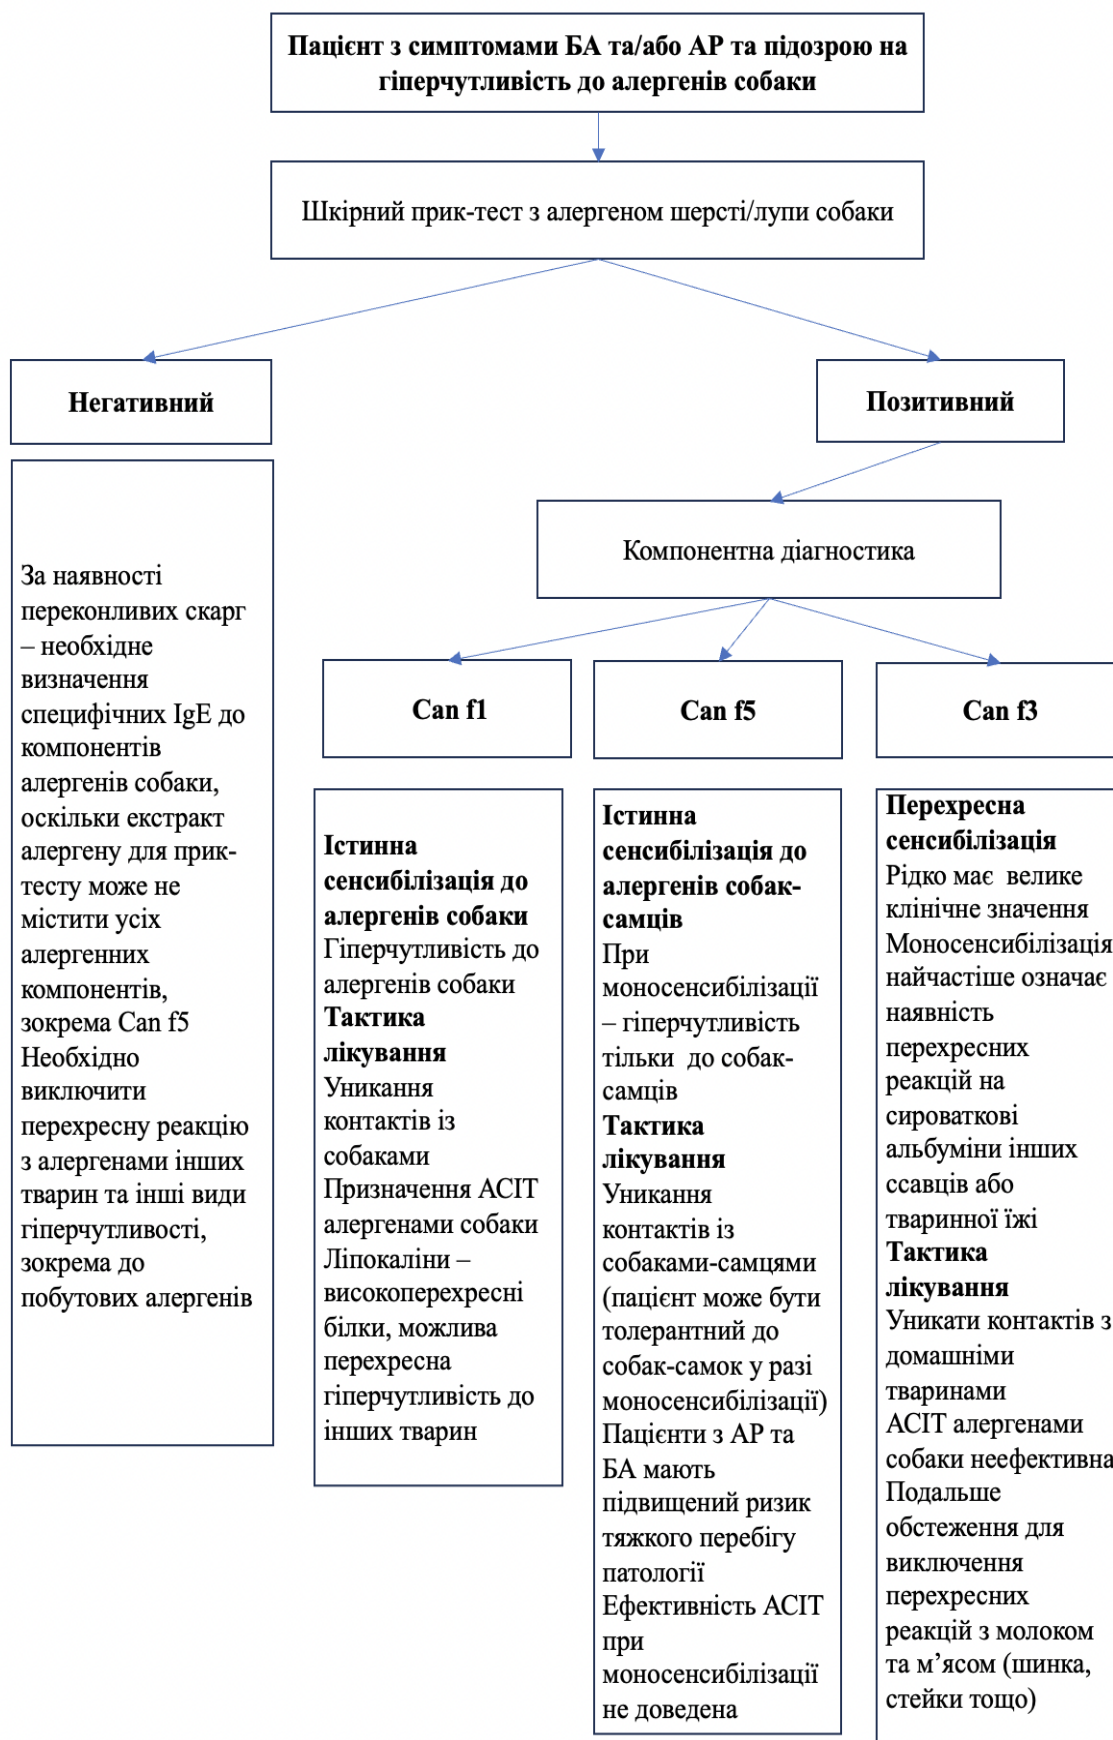 Пацієнт з симптомами БА та/або АР та підозрою на
гіперчутливість до алергенів собаки
Шкірний прик-тест з алергеном шерсті/лупи собаки
Негативний
Позитивний
За наявності
переконливих скарг
– необхідне
визначення
специфічних IgE до
компонентів
алергенів собаки,
оскільки екстракт
алергену для прик-
тесту може не
містити усіх
алергенних
компонентів,
зокрема Can f5
Необхідно
виключити
перехресну реакцію
з алергенами інших
тварин та інші види
гіперчутливості,
зокрема до
побутових алергенів
Компонентна діагностика
Can f1
Can f5
Can f3
Істинна
сенсибілізація до
алергенів собаки
Гіперчутливість до
алергенів собаки
Тактика
лікування
Уникання
контактів із
собаками
Призначення АСІТ
алергенами собаки
Ліпокаліни –
високоперехресні
білки, можлива
перехресна
гіперчутливість до
інших тварин
Істинна
сенсибілізація до
алергенів собак-
самців
При
моносенсибілізації
– гіперчутливість
тільки до собак-
самців
Тактика
лікування
Уникання
контактів із
собаками-самцями
(пацієнт може бути
толерантний до
собак-самок у разі
моносенсибілізації)
Пацієнти з АР та
БА мають
підвищений ризик
тяжкого перебігу
патології
Ефективність АСІТ
при
моносенсибілізації
не доведена
Перехресна
сенсибілізація
Рідко має велике
клінічне значення
Моносенсибілізація
найчастіше означає
наявність
перехресних
реакцій на
сироваткові
альбуміни інших
ссавців або
тваринної їжі
Тактика
лікування
Уникати контактів з
домашніми
тваринами
АСІТ алергенами
собаки неефективна
Подальше
обстеження для
виключення
перехресних
реакцій з молоком
та м’ясом (шинка,
стейки тощо)